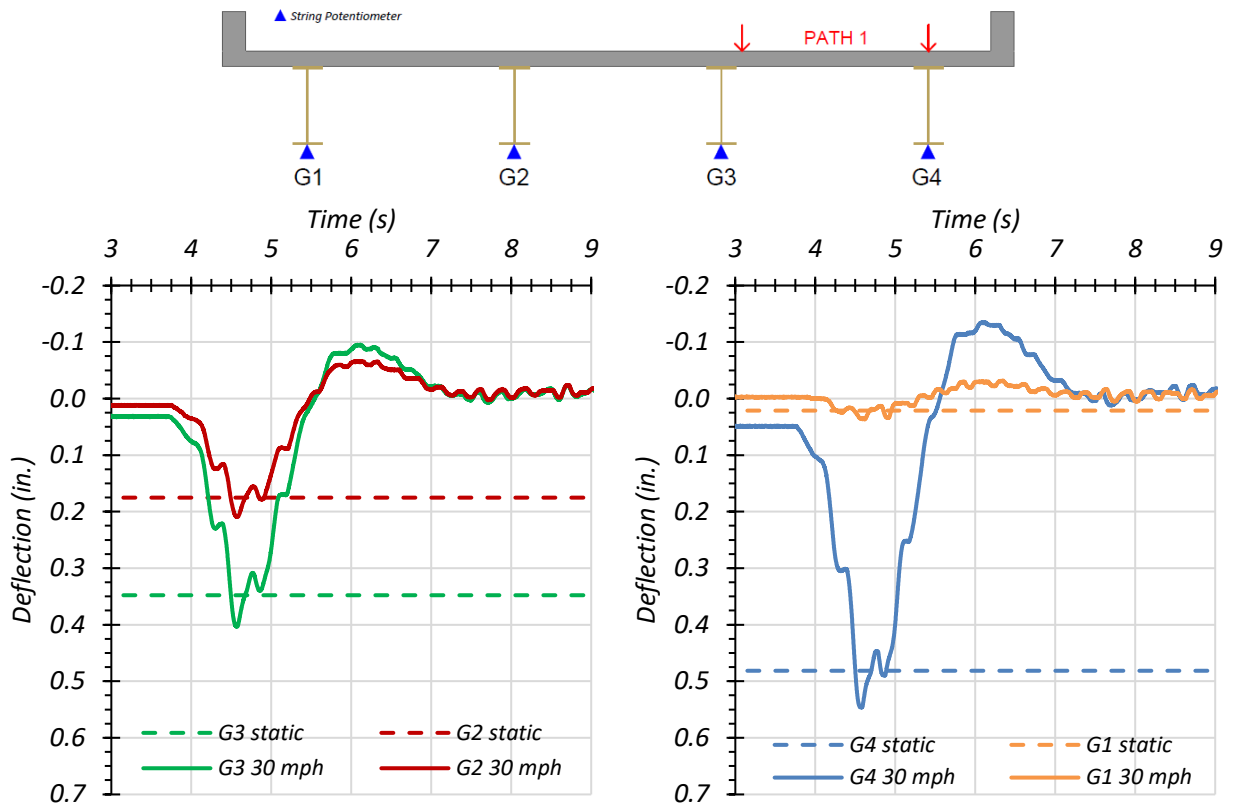 String Potentiometer
PATH 1
G1 G2 G3 G4
Time (s)
3 4 5 6 7 8 9
-0.2
-0.1
0.0
0.1
0.2
0.3
0.4
0.5
0.6
0.7
Deflection (in.)
G3 static G2 static
G3 30 mph G2 30 mph
Time (s)
3 4 5 6 7 8 9
-0.2
-0.1
0.0
0.1
0.2
0.3
0.4
0.5
0.6
0.7
Deflection (in.)
G4 static G1 static
G4 30 mph G1 30 mph